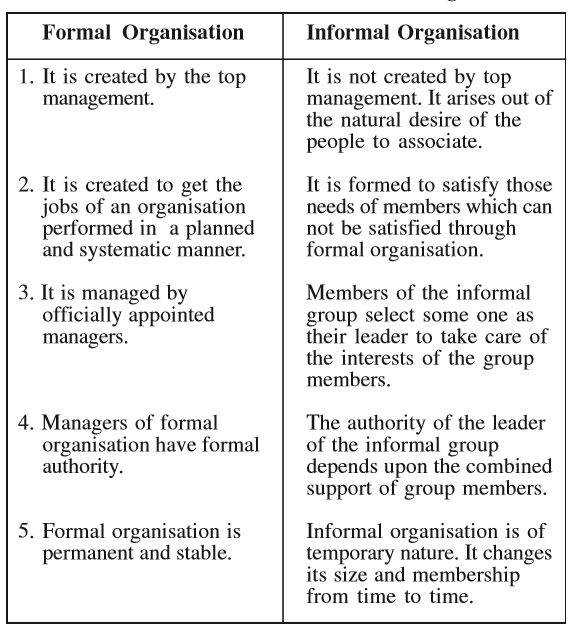 Formal Organisation
Informal Organisation
1. It is created by the top
management.
It is not created by top
management. It arises out of
the natural desire of the
people to associate.
2. It is created to get the
jobs of an organisation
performed in a planned
and systematic manner.
It is formed to satisfy those
needs of members which can
not be satisfied through
formal organisation.
3. It is managed by
officially appointed
managers.
Members of the informal
group select some one as
their leader to take care of
the interests of the group
members.
4. Managers of formal
organisation have formal
authority.
The authority of the leader
of the informal group
depends upon the combined
support of group members.
5. Formal organisation is
permanent and stable.
Informal organisation is of
temporary nature. It changes
its size and membership
from time to time.